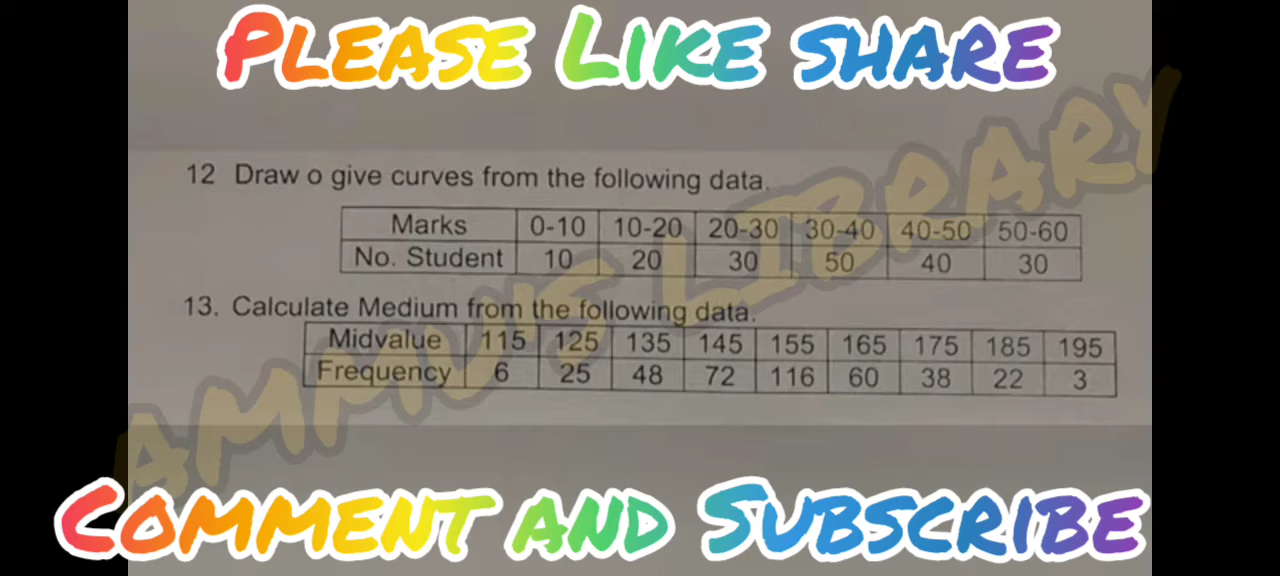 PLEASE LIKE SHARE
12 Draw o give curves from the following data.
Marks 0-10 10-20 20-30 30-40 40-50 50-60
No. Student 10 20 30 50 40 30
13. Calculate Medium from the following data.
Midvalue 115 125 135 145 155 165 175 185 195
Frequency 6 25 48 72 116 60 38 22 3
AMMU'S LIBRARY
COMMENT AND SUBSCRIBE